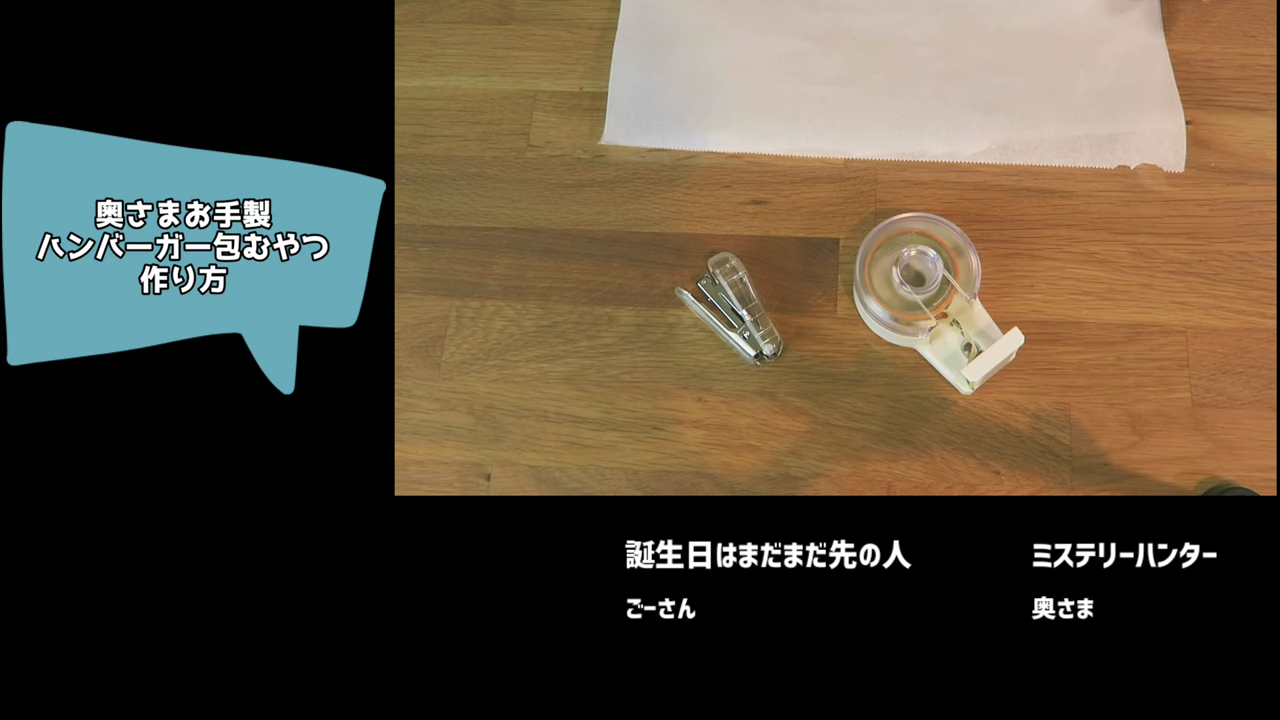 奥さまお手製
ハンバーガー包むやつ
作り方
誕生日はまだまだ先の人
ミステリーハンター
ごーさん
奥さま